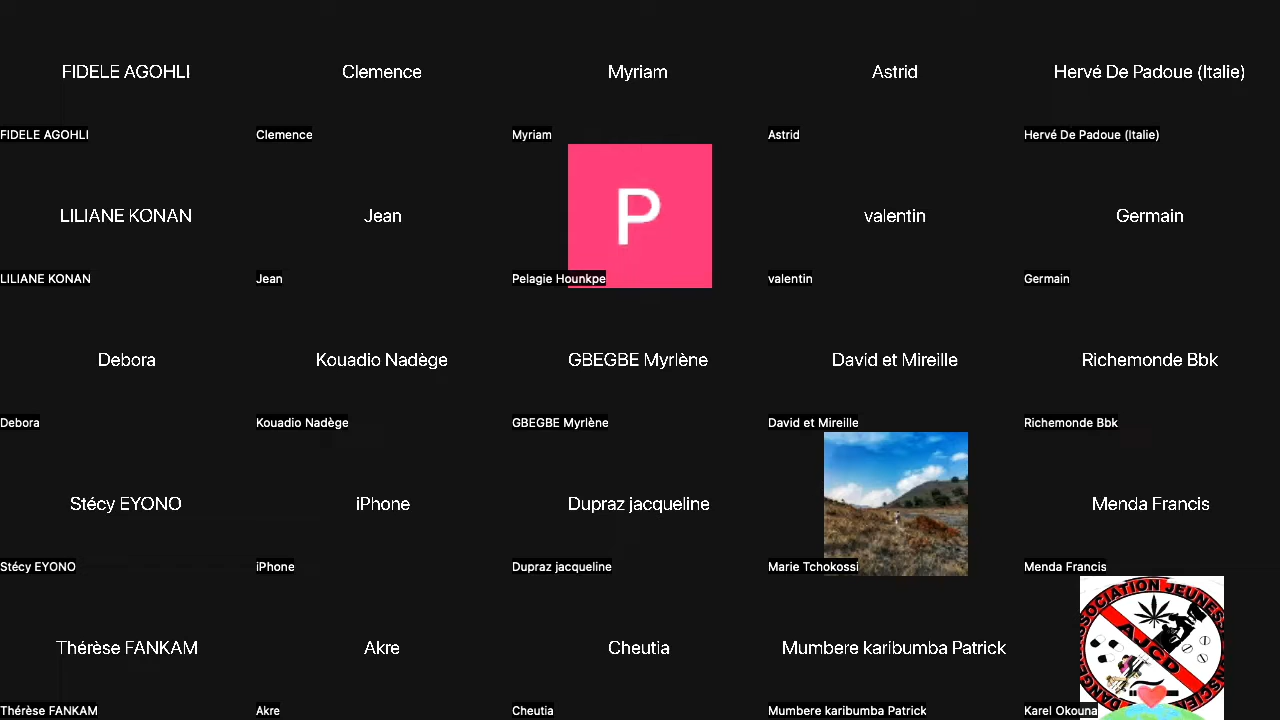 FIDELE AGOHLI
Clemence
Myriam
Astrid
Hervé De Padoue (Italie)
FIDELE AGOHLI
Clemence
Myriam
Astrid
Hervé De Padoue (Italie)
LILIANE KONAN
Jean
P
valentin
Germain
LILIANE KONAN
Jean
Pelagie Hounkpe
valentin
Germain
Debora
Kouadio Nadège
GBEGBE Myrlène
David et Mireille
Richemonde Bbk
Debora
Kouadio Nadège
GBEGBE Myrlène
David et Mireille
Richemonde Bbk
Stécy EYONO
iPhone
Dupraz jacqueline
Menda Francis
Stécy EYONO
iPhone
Dupraz jacqueline
Marie Tchokossi
Menda Francis
Thérèse FANKAM
Akre
Cheutia
Mumbere karibumba Patrick
AJCD
Thérèse FANKAM
Akre
Cheutia
Mumbere karibumba Patrick
Karel Okouna